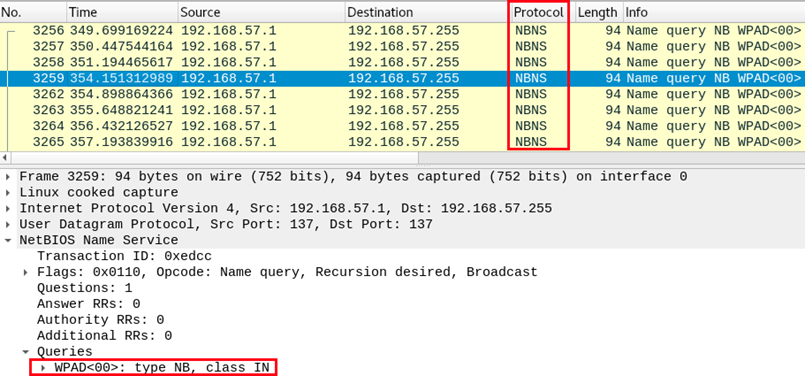 No. Time Source Destination Protocol Length Info
3256 349.699169224 192.168.57.1 192.168.57.255 NBNS 94 Name query NB WPAD<00>
3257 350.447544164 192.168.57.1 192.168.57.255 NBNS 94 Name query NB WPAD<00>
3258 351.194465617 192.168.57.1 192.168.57.255 NBNS 94 Name query NB WPAD<00>
3259 354.151312989 192.168.57.1 192.168.57.255 NBNS 94 Name query NB WPAD<00>
3262 354.898864366 192.168.57.1 192.168.57.255 NBNS 94 Name query NB WPAD<00>
3263 355.648821241 192.168.57.1 192.168.57.255 NBNS 94 Name query NB WPAD<00>
3264 356.432126527 192.168.57.1 192.168.57.255 NBNS 94 Name query NB WPAD<00>
3265 357.193839916 192.168.57.1 192.168.57.255 NBNS 94 Name query NB WPAD<00>
Frame 3259: 94 bytes on wire (752 bits), 94 bytes captured (752 bits) on interface 0
Linux cooked capture
Internet Protocol Version 4, Src: 192.168.57.1, Dst: 192.168.57.255
User Datagram Protocol, Src Port: 137, Dst Port: 137
NetBIOS Name Service
Transaction ID: 0xedcc
Flags: 0x0110, Opcode: Name query, Recursion desired, Broadcast
Questions: 1
Answer RRs: 0
Authority RRs: 0
Additional RRs: 0
Queries
WPAD<00>: type NB, class IN